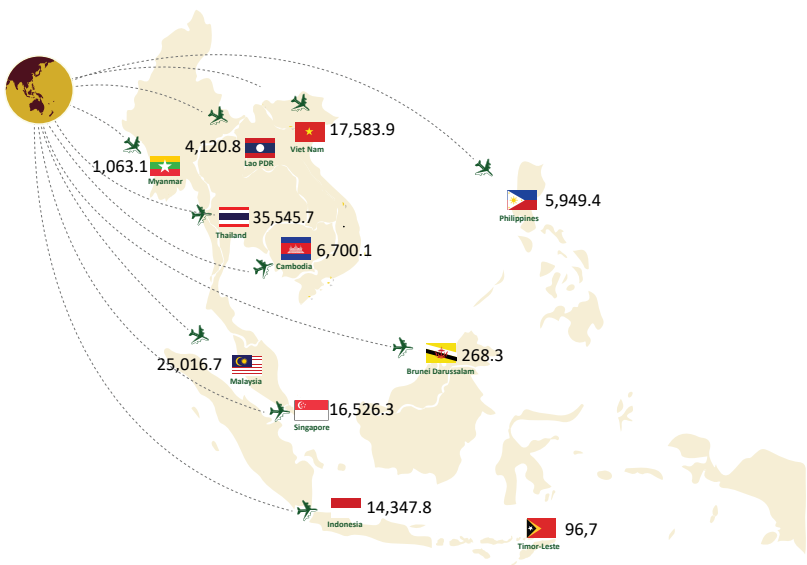 17,583.9
Viet Nam
4,120.8
Lao PDR
1,063.1
Myanmar
5,949.4
Philippines
35,545.7
Thailand
6,700.1
Cambodia
268.3
Brunei Darussalam
25,016.7
Malaysia
16,526.3
Singapore
14,347.8
Indonesia
96,7
Timor-Leste